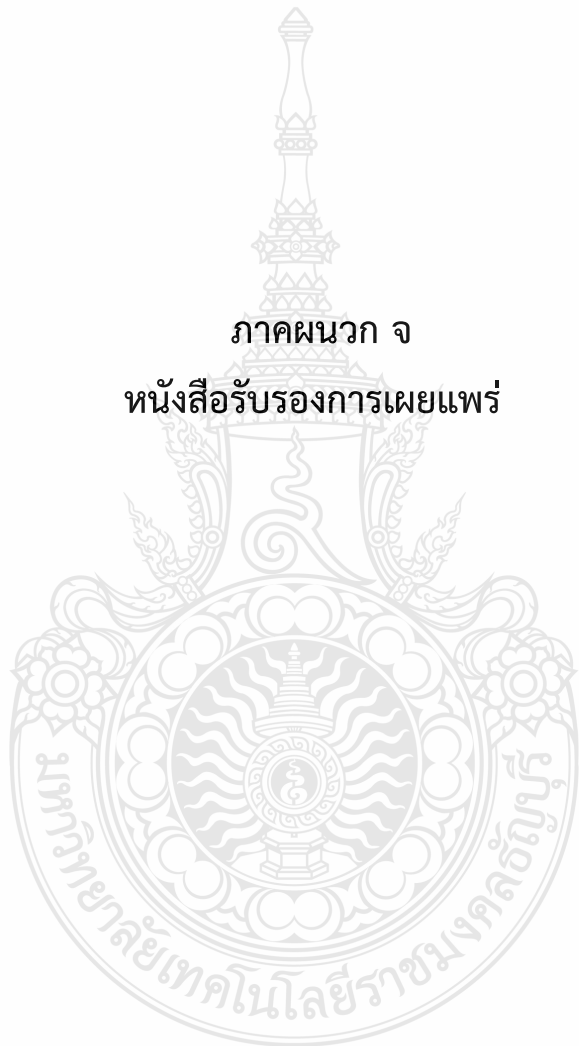 ภาคผนวก จ
หนังสือรับรองการเผยแพร่
มหาวิทยาลัยเทคโนโลยีราชมงคลธัญบุรี